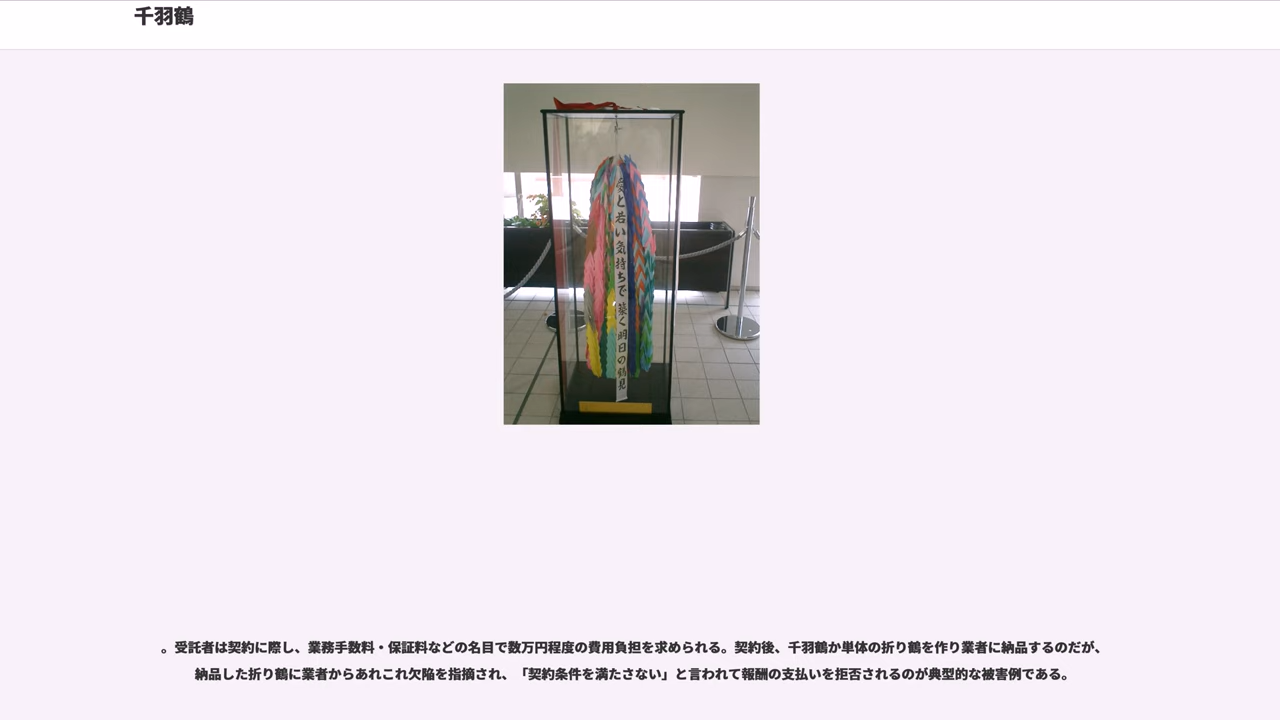 千羽鶴
愛と若い気持ちで築く明日の鶴見
。受託者は契約に際し、業務手数料・保証料などの名目で数万円程度の費用負担を求められる。契約後、千羽鶴か単体の折り鶴を作り業者に納品するのだが、
納品した折り鶴に業者からあれこれ欠陥を指摘され、「契約条件を満たさない」と言われて報酬の支払いを拒否されるのが典型的な被害例である。